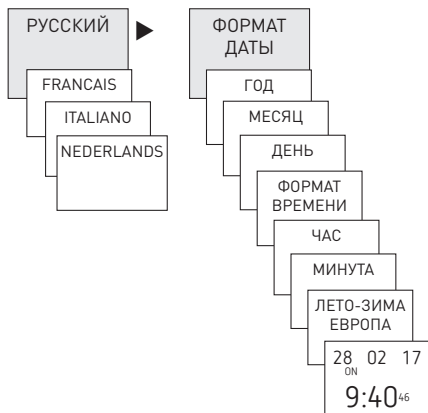 РУССКИЙ
FRANCAIS
ITALIANO
NEDERLANDS
ФОРМАТ
ДАТЫ
ГОД
МЕСЯЦ
ДЕНЬ
ФОРМАТ
ВРЕМЕНИ
ЧАС
МИНУТА
ЛЕТО-ЗИМА
ЕВРОПА
28 02 17
ON
9:40 46